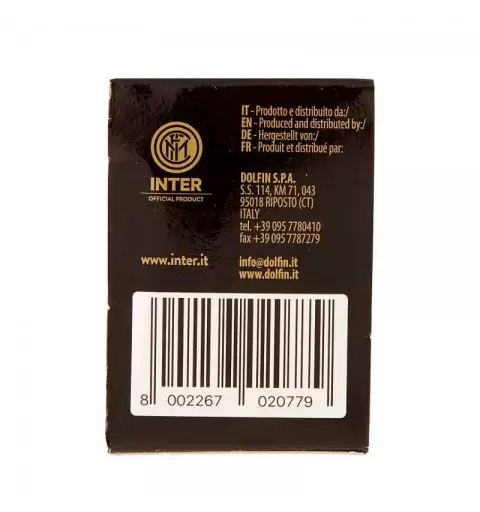 INTER
OFFICIAL PRODUCT
www.inter.it
IT - Prodotto e distribuito da:/
EN - Produced and distributed by:/
DE - Hergestellt von:/
FR - Produit et distribué par:
DOLFIN S.P.A.
S.S. 114, KM 71, 043
95018 RIPOSTO (CT)
ITALY
tel. +39 095 7780410
fax +39 095 7787279
info@dolfin.it
www.dolfin.it
8 002267 020779